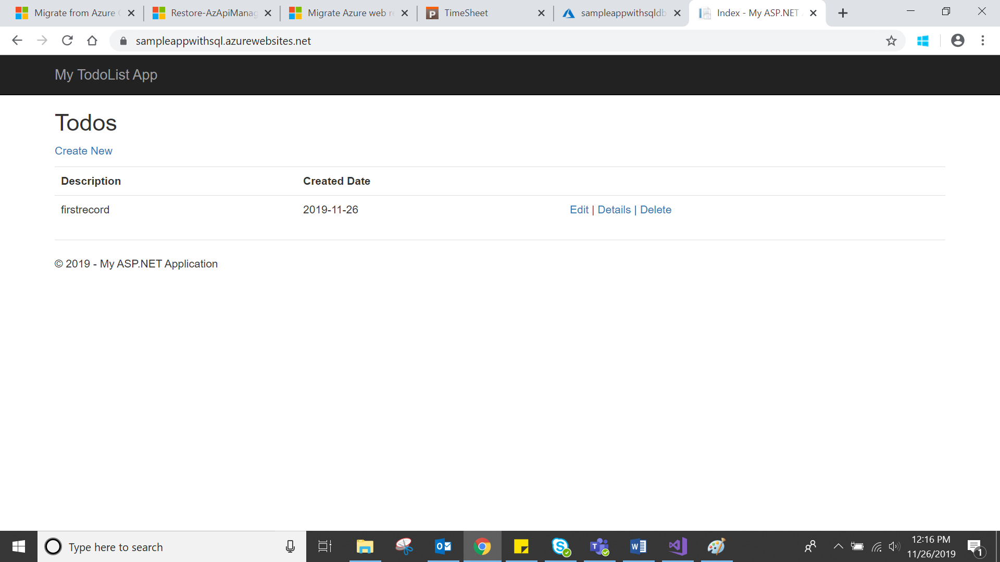 Migrate from Azure
Restore-AzApiManag
Migrate Azure web r
TimeSheet
sampleappwithsqldb
Index - My ASP.NET
sampleappwithsql.azurewebsites.net
My TodoList App
Todos
Create New
Description Created Date
firstrecord 2019-11-26 Edit | Details | Delete
© 2019 - My ASP.NET Application
Type here to search
12:16 PM
11/26/2019
1